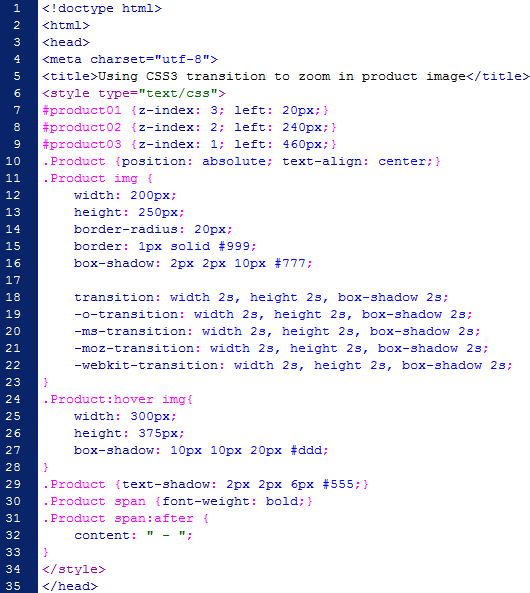 1 <!doctype html>
2 <html>
3 <head>
4 <meta charset="utf-8">
5 <title>Using CSS3 transition to zoom in product image</title>
6 <style type="text/css">
7 #product01 {z-index: 3; left: 20px;}
8 #product02 {z-index: 2; left: 240px;}
9 #product03 {z-index: 1; left: 460px;}
10 .Product {position: absolute; text-align: center;}
11 .Product img {
12     width: 200px;
13     height: 250px;
14     border-radius: 20px;
15     border: 1px solid #999;
16     box-shadow: 2px 2px 10px #777;
17
18     transition: width 2s, height 2s, box-shadow 2s;
19     -o-transition: width 2s, height 2s, box-shadow 2s;
20     -ms-transition: width 2s, height 2s, box-shadow 2s;
21     -moz-transition: width 2s, height 2s, box-shadow 2s;
22     -webkit-transition: width 2s, height 2s, box-shadow 2s;
23 }
24 .Product:hover img{
25     width: 300px;
26     height: 375px;
27     box-shadow: 10px 10px 20px #ddd;
28 }
29 .Product {text-shadow: 2px 2px 6px #555;}
30 .Product span {font-weight: bold;}
31 .Product span:after {
32     content: " - ";
33 }
34 </style>
35 </head>